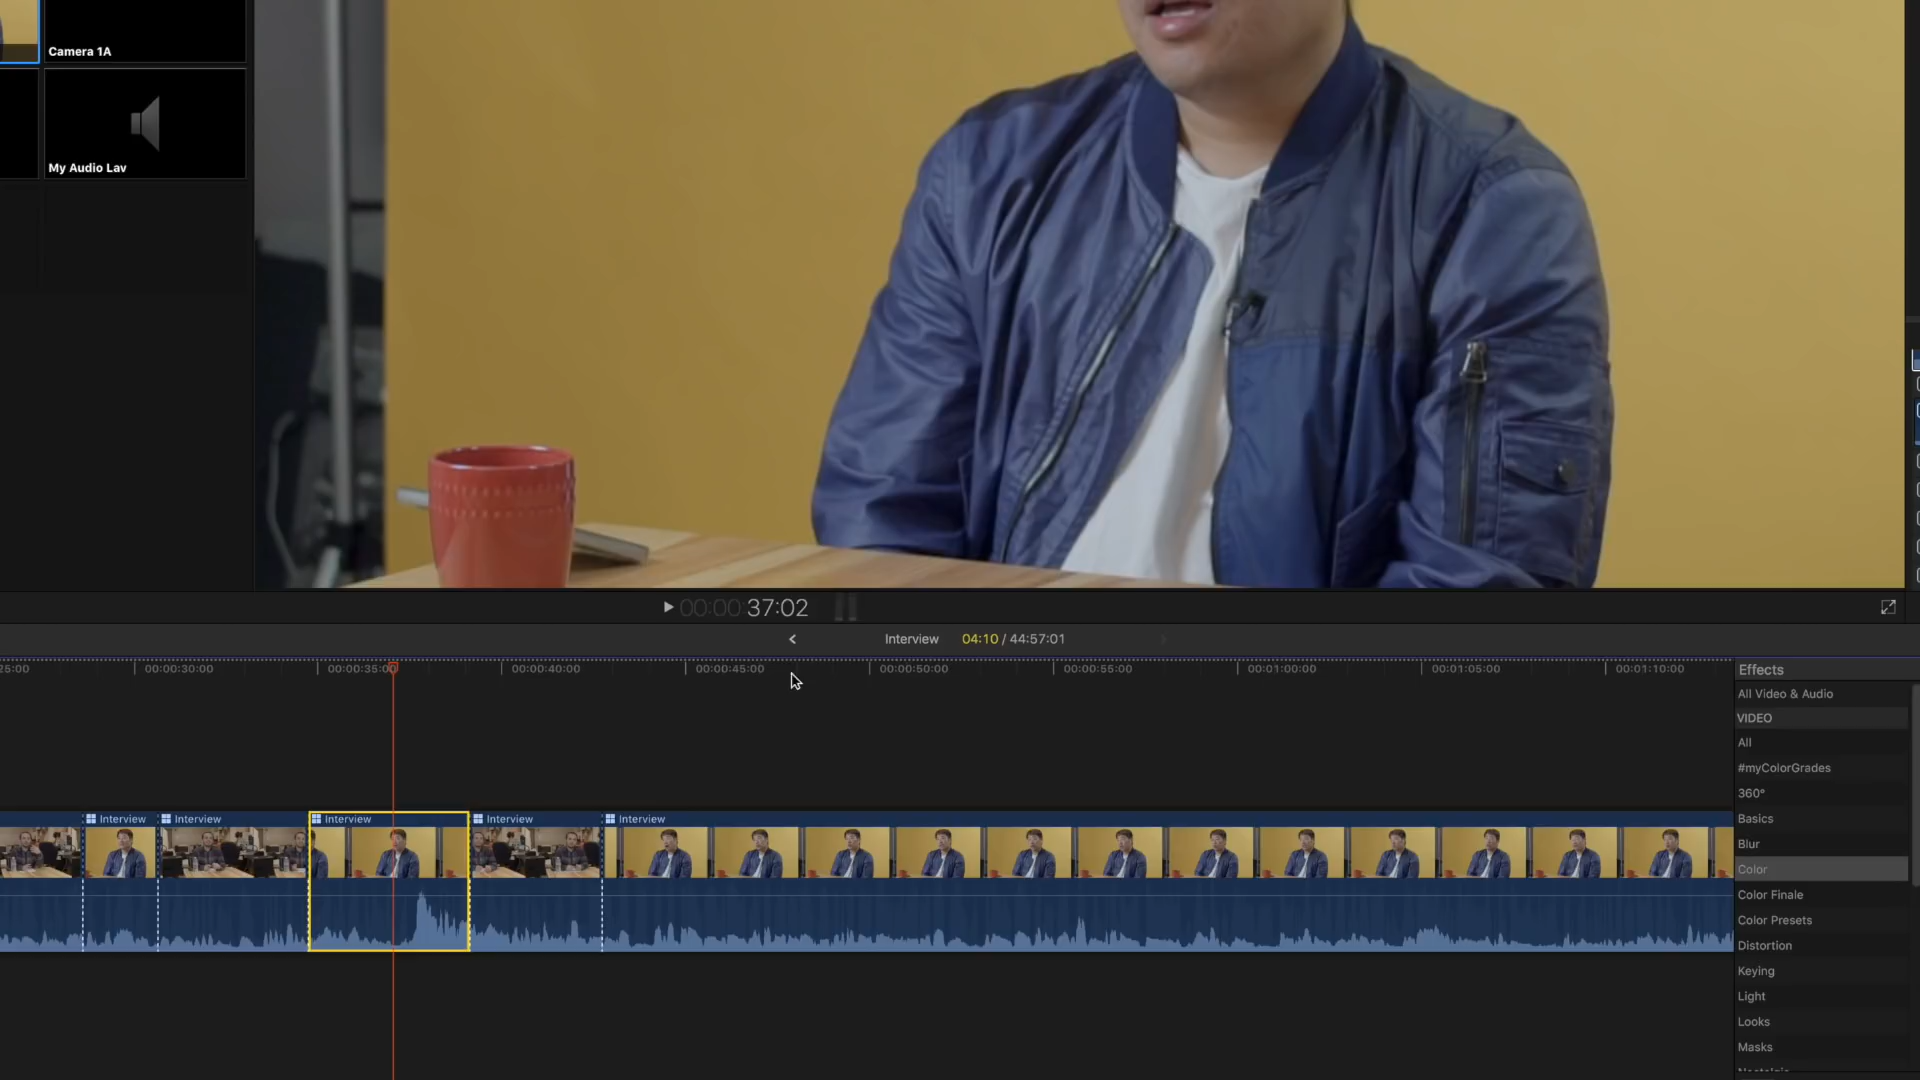 Camera 1A
My Audio Lav
00:00 37:02
Interview 04:10 / 44:57:01
25:00 00:00:30:00 00:00:35:00 00:00:40:00 00:00:45:00 00:00:50:00 00:00:55:00 00:01:00:00 00:01:05:00 00:01:10:00
Interview Interview Interview Interview Interview
Effects
All Video & Audio
VIDEO
All
#myColorGrades
360°
Basics
Blur
Color
Color Finale
Color Presets
Distortion
Keying
Light
Looks
Masks